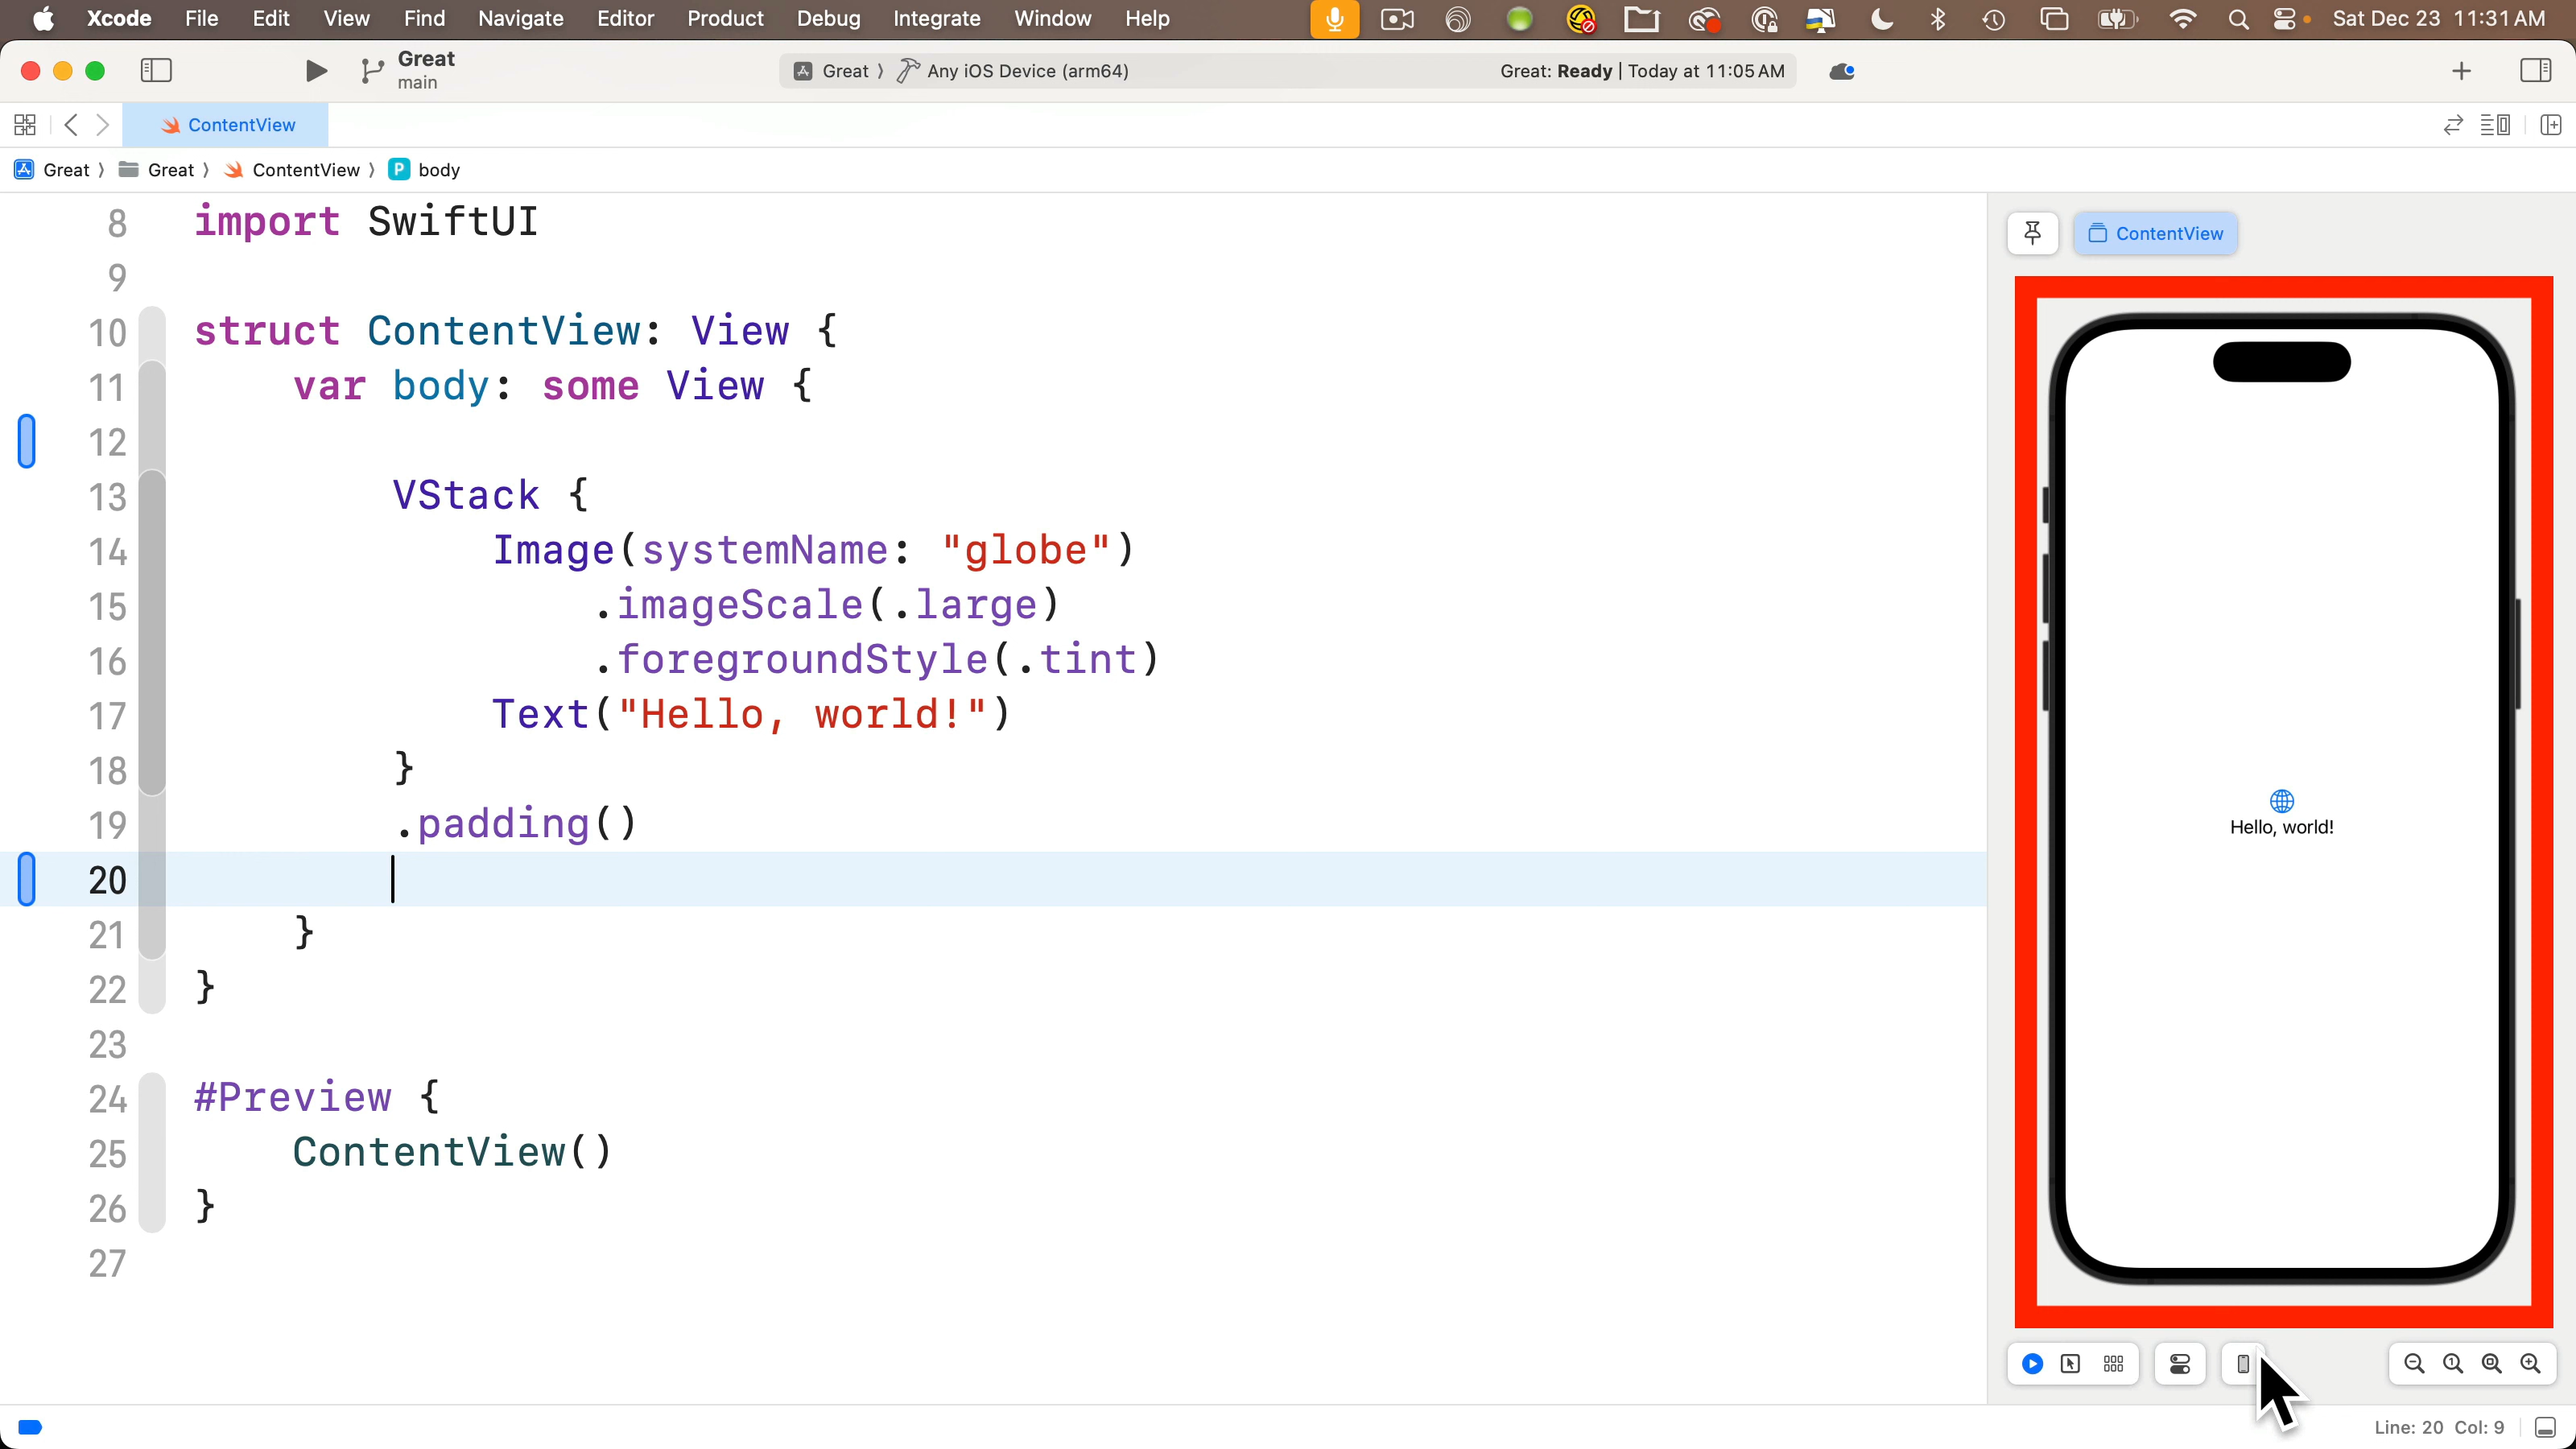 Xcode File Edit View Find Navigate Editor Product Debug Integrate Window Help Sat Dec 23 11:31 AM
Great
main
Great 〉 Any iOS Device (arm64) Great: Ready | Today at 11:05 AM
ContentView
Great 〉 Great 〉 ContentView 〉 P body
8 import SwiftUI
9
10 struct ContentView: View {
11 var body: some View {
12
13 VStack {
14 Image(systemName: "globe")
15 .imageScale(.large)
16 .foregroundStyle(.tint)
17 Text("Hello, world!")
18 }
19 .padding()
20
21 }
22 }
23
24 #Preview {
25 ContentView()
26 }
27
ContentView
Hello, world!
Line: 20 Col: 9